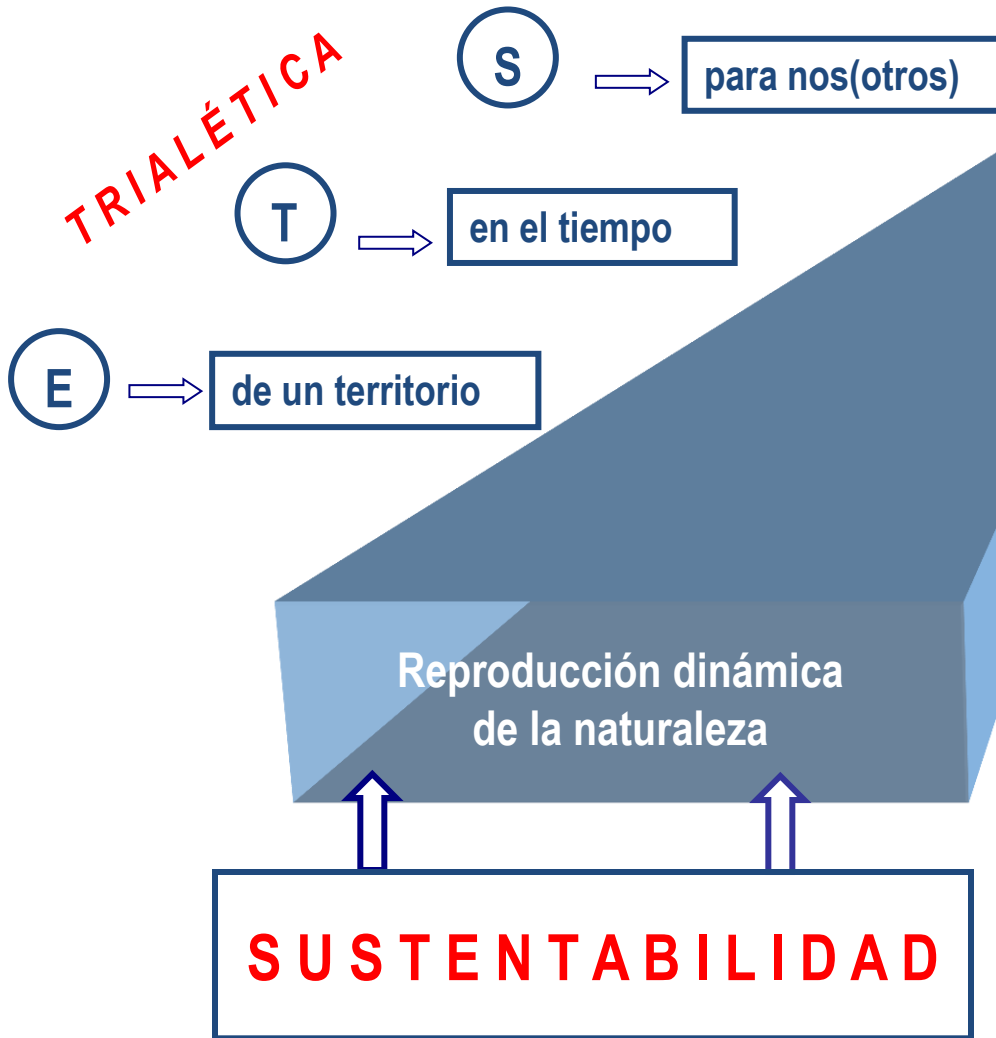 TRIALÉTICA
S
para nos(otros)
T
en el tiempo
E
de un territorio
Reproducción dinámica
de la naturaleza
SUSTENTABILIDAD